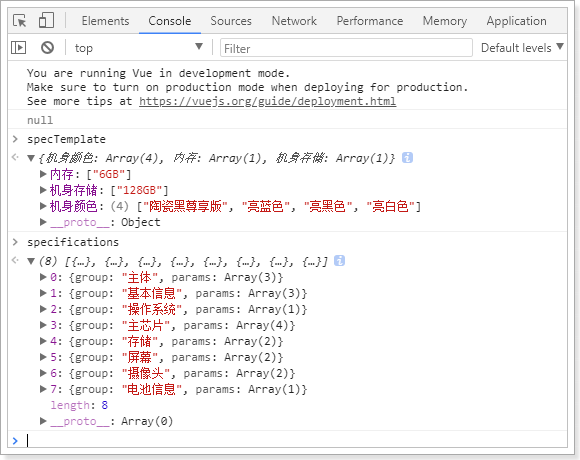 Elements Console Sources Network Performance Memory Application
top Filter Default levels
You are running Vue in development mode.
Make sure to turn on production mode when deploying for production.
See more tips at https://vuejs.org/guide/deployment.html
null
specTemplate
{机身颜色: Array(4), 内存: Array(1), 机身存储: Array(1)}
内存: ["6GB"]
机身存储: ["128GB"]
机身颜色: (4) ["陶瓷黑尊享版", "亮蓝色", "亮黑色", "亮白色"]
__proto__: Object
specifications
(8) [{…}, {…}, {…}, {…}, {…}, {…}, {…}, {…}]
0: {group: "主体", params: Array(3)}
1: {group: "基本信息", params: Array(3)}
2: {group: "操作系统", params: Array(1)}
3: {group: "主芯片", params: Array(4)}
4: {group: "存储", params: Array(2)}
5: {group: "屏幕", params: Array(2)}
6: {group: "摄像头", params: Array(2)}
7: {group: "电池信息", params: Array(1)}
length: 8
__proto__: Array(0)